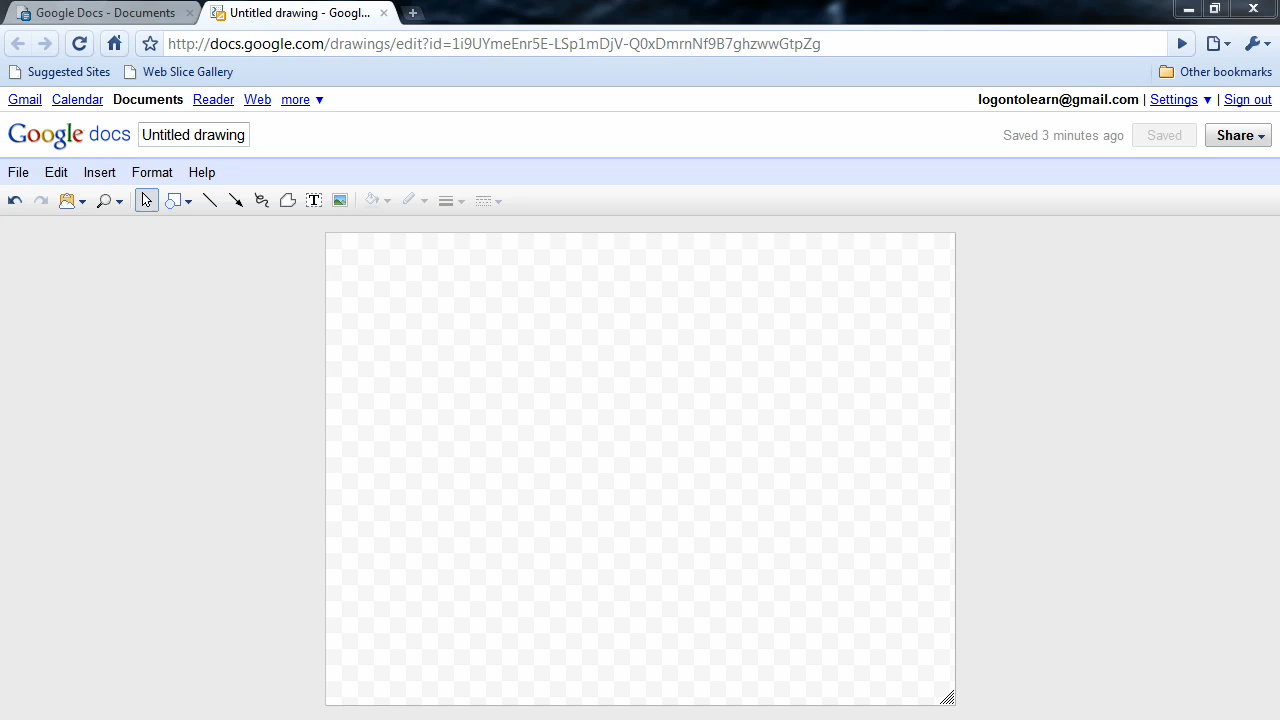 Google Docs - Documents
Untitled drawing - Googl...
http://docs.google.com/drawings/edit?id=1i9UYmeEnr5E-LSp1mDjV-Q0xDmrnNf9B7ghzwwGtpZg
Suggested Sites Web Slice Gallery Other bookmarks
Gmail Calendar Documents Reader Web more ▼ logontolearn@gmail.com | Settings ▼ | Sign out
Google docs Untitled drawing Saved 3 minutes ago Saved Share
File Edit Insert Format Help
T